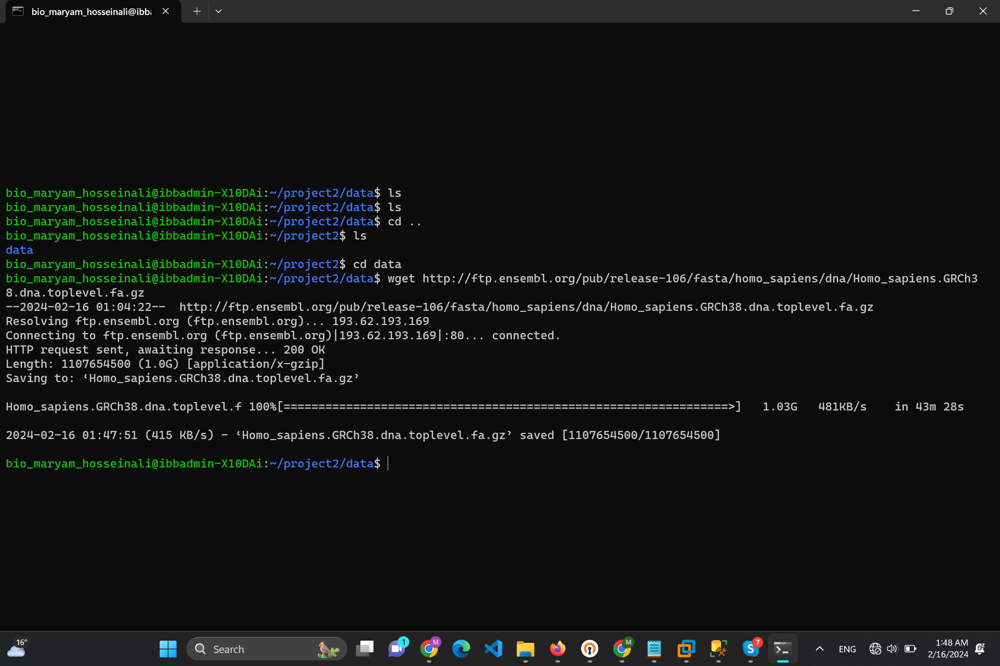 bio_maryam_hosseinali@ibb
bio_maryam_hosseinali@ibbadmin-X10DAi:~/project2/data$ ls
bio_maryam_hosseinali@ibbadmin-X10DAi:~/project2/data$ ls
bio_maryam_hosseinali@ibbadmin-X10DAi:~/project2/data$ cd ..
bio_maryam_hosseinali@ibbadmin-X10DAi:~/project2$ ls
data
bio_maryam_hosseinali@ibbadmin-X10DAi:~/project2$ cd data
bio_maryam_hosseinali@ibbadmin-X10DAi:~/project2/data$ wget http://ftp.ensembl.org/pub/release-106/fasta/homo_sapiens/dna/Homo_sapiens.GRCh3
8.dna.toplevel.fa.gz
--2024-02-16 01:04:22--  http://ftp.ensembl.org/pub/release-106/fasta/homo_sapiens/dna/Homo_sapiens.GRCh38.dna.toplevel.fa.gz
Resolving ftp.ensembl.org (ftp.ensembl.org)... 193.62.193.169
Connecting to ftp.ensembl.org (ftp.ensembl.org)|193.62.193.169|:80... connected.
HTTP request sent, awaiting response... 200 OK
Length: 1107654500 (1.0G) [application/x-gzip]
Saving to: ‘Homo_sapiens.GRCh38.dna.toplevel.fa.gz’
Homo_sapiens.GRCh38.dna.toplevel.f 100%[================================================================>]   1.03G   481KB/s    in 43m 28s
2024-02-16 01:47:51 (415 KB/s) - ‘Homo_sapiens.GRCh38.dna.toplevel.fa.gz’ saved [1107654500/1107654500]
bio_maryam_hosseinali@ibbadmin-X10DAi:~/project2/data$
16°
Search
1
M
M
7
ENG
1:48 AM
2/16/2024